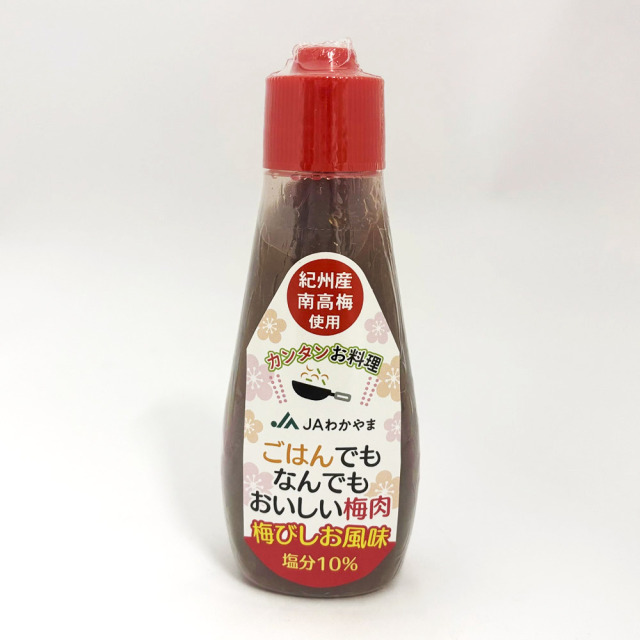 紀州産
南高梅
使用
カンタンお料理
JAわかやま
ごはんでも
なんでも
おいしい梅肉
梅びしお風味
塩分10%